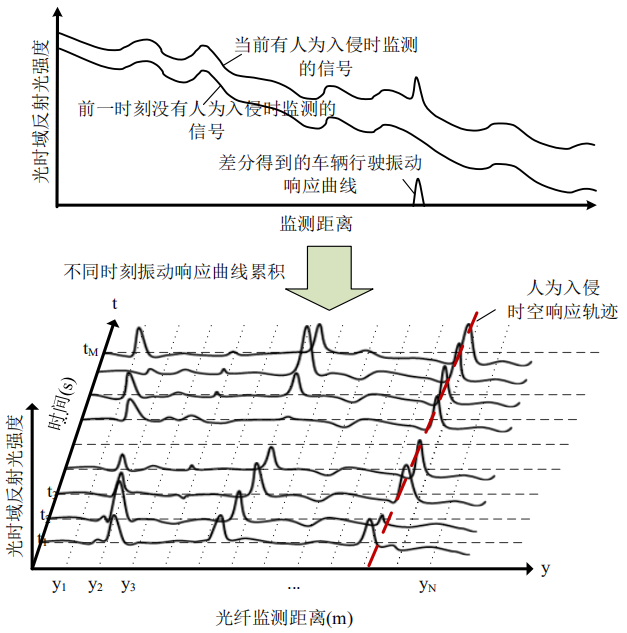 光时域反射光强度
当前有人为入侵时监测
的信号
前一时刻没有人为入侵时监测的
信号
差分得到的车辆行驶振动
响应曲线
监测距离
不同时刻振动响应曲线累积
人为入侵
时空响应轨迹
t
t_M
时间(s)
光时域反射光强度
y
y₁ y₂ y₃ ... y_N
光纤监测距离(m)